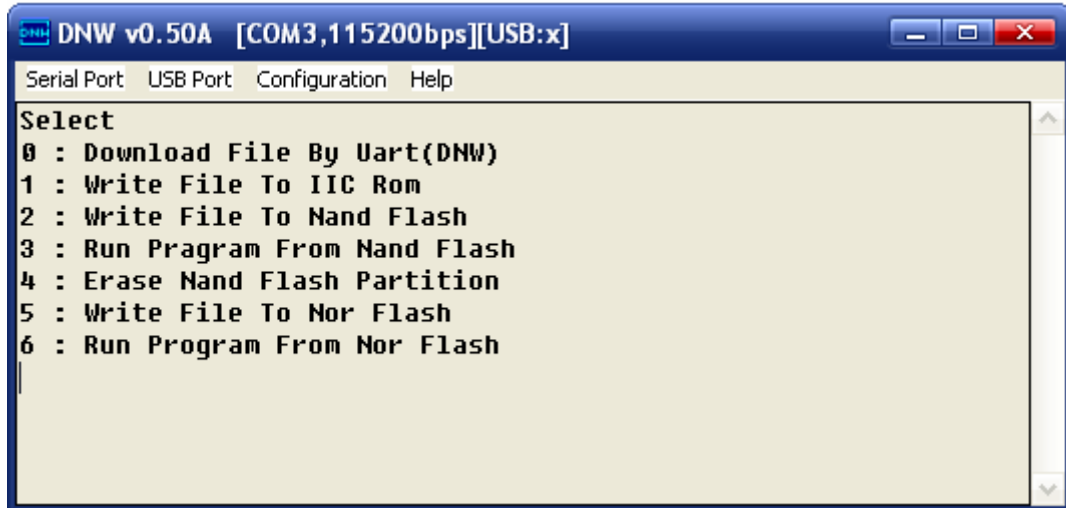 DNW v0.50A [COM3,115200bps][USB:x]
Serial Port USB Port Configuration Help
Select
0 : Download File By Uart(DNW)
1 : Write File To IIC Rom
2 : Write File To Nand Flash
3 : Run Pragram From Nand Flash
4 : Erase Nand Flash Partition
5 : Write File To Nor Flash
6 : Run Program From Nor Flash